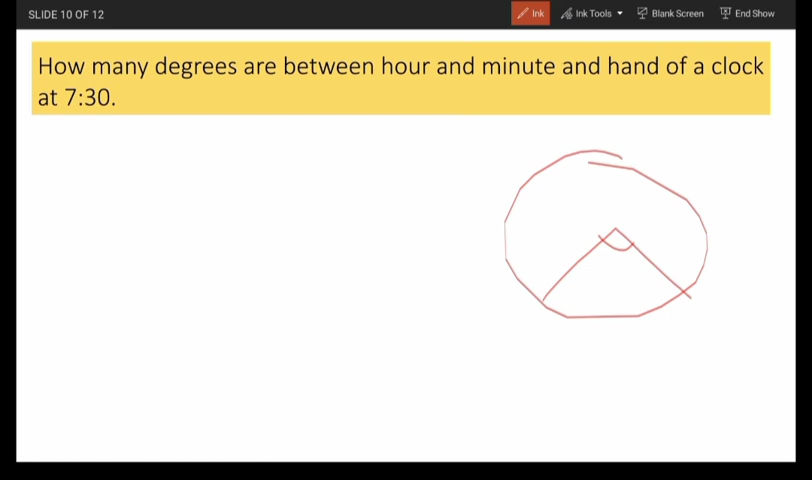 SLIDE 10 OF 12
Ink
Ink Tools
Blank Screen
End Show
How many degrees are between hour and minute and hand of a clock
at 7:30.